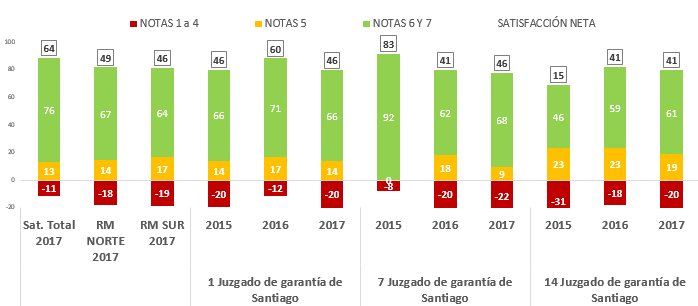 NOTAS 1 a 4 NOTAS 5 NOTAS 6 Y 7 SATISFACCIÓN NETA
100 64 49 46 46 60 46 83 41 46 15 41 41
80
60 76 67 64 66 71 66 92 62 68 46 59 61
40
20 13 14 17 14 17 14 0 18 9 23 23 19
0
-11 -18 -19 -20 -12 -20 -8 -20 -22 -31 -18 -20
-20
Sat. Total RM RM SUR 2015 2016 2017 2015 2016 2017 2015 2016 2017
2017 NORTE 2017
2017
1 Juzgado de garantía de 7 Juzgado de garantía de 14 Juzgado de garantía de
Santiago Santiago Santiago